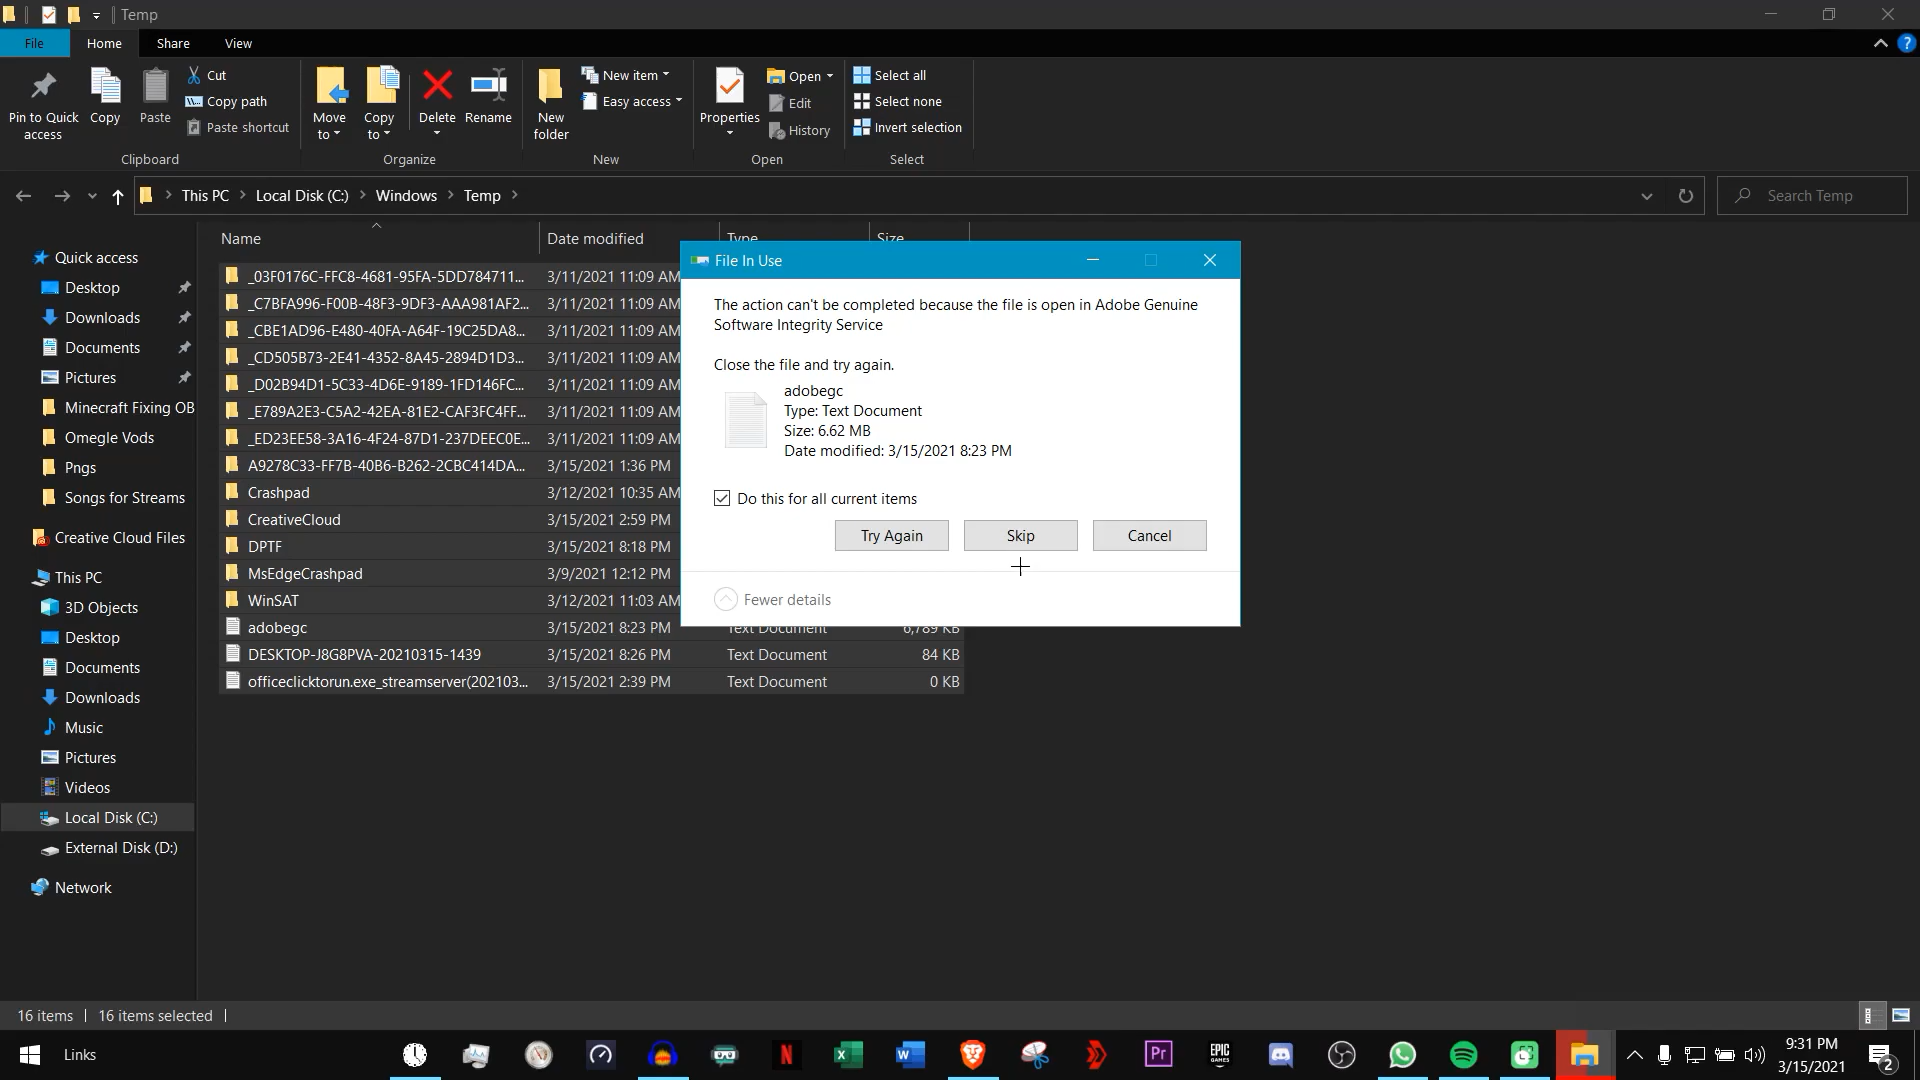 Temp
File
Home
Share
View
Pin to Quick access
Copy
Paste
Cut
Copy path
Paste shortcut
Clipboard
Move to
Copy to
Delete
Rename
Organize
New folder
New item
Easy access
New
Properties
Open
Edit
History
Open
Select all
Select none
Invert selection
Select
This PC
Local Disk (C:)
Windows
Temp
Search Temp
Quick access
Desktop
Downloads
Documents
Pictures
Minecraft Fixing OB
Omegle Vods
Pngs
Songs for Streams
Creative Cloud Files
This PC
3D Objects
Desktop
Documents
Downloads
Music
Pictures
Videos
Local Disk (C:)
External Disk (D:)
Network
Name Date modified Type Size
_03F0176C-FFC8-4681-95FA-5DD784711... 3/11/2021 11:09 AM
_C7BFA996-F00B-48F3-9DF3-AAA981AF2... 3/11/2021 11:09 AM
_CBE1AD96-E480-40FA-A64F-19C25DA8... 3/11/2021 11:09 AM
_CD505B73-2E41-4352-8A45-2894D1D3... 3/11/2021 11:09 AM
_D02B94D1-5C33-4D6E-9189-1FD146FC... 3/11/2021 11:09 AM
_E789A2E3-C5A2-42EA-81E2-CAF3FC4FF... 3/11/2021 11:09 AM
_ED23EE58-3A16-4F24-87D1-237DEEC0E... 3/11/2021 11:09 AM
A9278C33-FF7B-40B6-B262-2CBC414DA... 3/15/2021 1:36 PM
Crashpad 3/12/2021 10:35 AM
CreativeCloud 3/15/2021 2:59 PM
DPTF 3/15/2021 8:18 PM
MsEdgeCrashpad 3/9/2021 12:12 PM
WinSAT 3/12/2021 11:03 AM
adobegc 3/15/2021 8:23 PM Text Document 6,789 KB
DESKTOP-J8G8PVA-20210315-1439 3/15/2021 8:26 PM Text Document 84 KB
officeclicktorun.exe_streamserver(202103... 3/15/2021 2:39 PM Text Document 0 KB
File In Use
The action can't be completed because the file is open in Adobe Genuine
Software Integrity Service
Close the file and try again.
adobegc
Type: Text Document
Size: 6.62 MB
Date modified: 3/15/2021 8:23 PM
Do this for all current items
Try Again
Skip
Cancel
Fewer details
16 items
16 items selected
Links
N
W
Pr
EPIC
GAMES
9:31 PM
3/15/2021
2